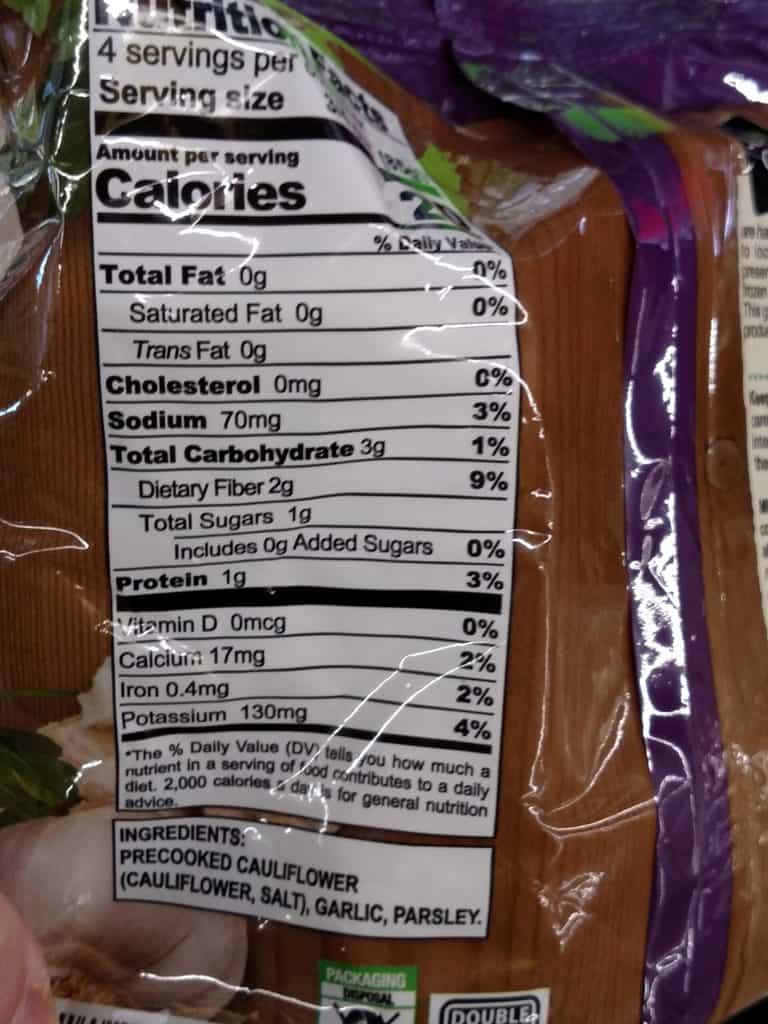 Nutrition Facts
4 servings per
Serving size
Amount per serving
Calories
% Daily Value
Total Fat 0g 0%
Saturated Fat 0g 0%
Trans Fat 0g
Cholesterol 0mg 0%
Sodium 70mg 3%
Total Carbohydrate 3g 1%
Dietary Fiber 2g 9%
Total Sugars 1g
Includes 0g Added Sugars 0%
Protein 1g 3%
Vitamin D 0mcg 0%
Calcium 17mg 2%
Iron 0.4mg 2%
Potassium 130mg 4%
*The % Daily Value (DV) tells you how much a
nutrient in a serving of food contributes to a daily
diet. 2,000 calories a day is for general nutrition
advice.
INGREDIENTS:
PRECOOKED CAULIFLOWER
(CAULIFLOWER, SALT), GARLIC, PARSLEY.
PACKAGING
DISPOSAL
DOUBLE